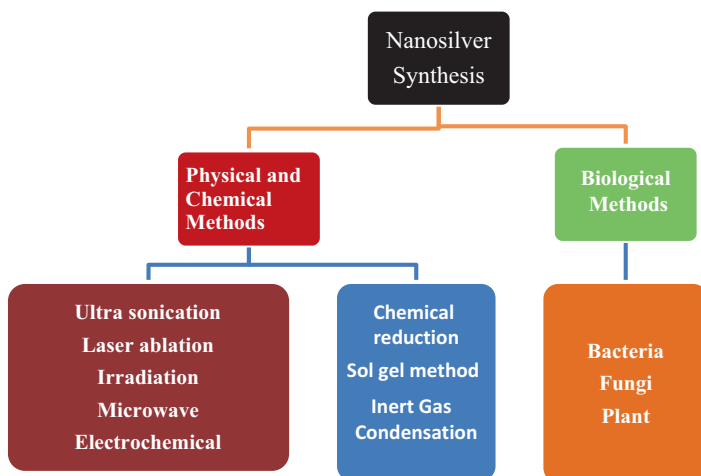 Nanosilver
Synthesis
Physical and
Chemical
Methods
Biological
Methods
Ultra sonication
Laser ablation
Irradiation
Microwave
Electrochemical
Chemical
reduction
Sol gel method
Inert Gas
Condensation
Bacteria
Fungi
Plant